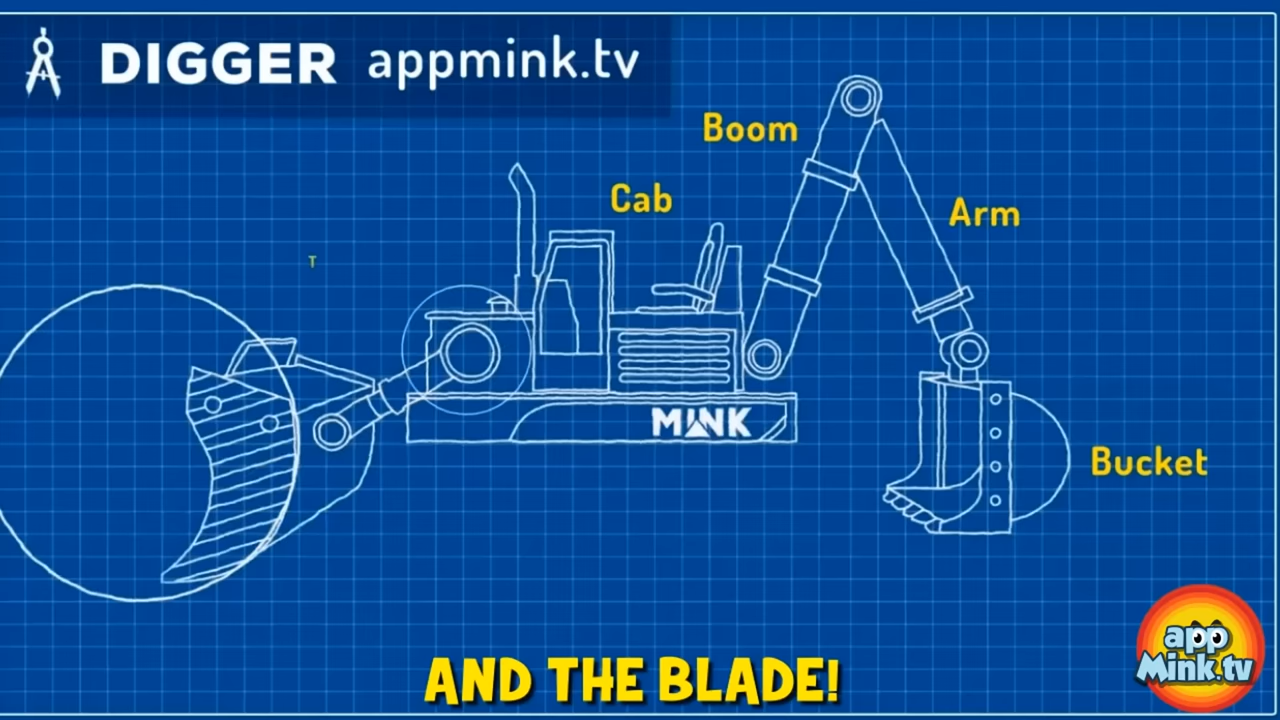 DIGGER appmink.tv
Boom
Cab
Arm
T
MINK
Bucket
AND THE BLADE!
app
Mink.tv